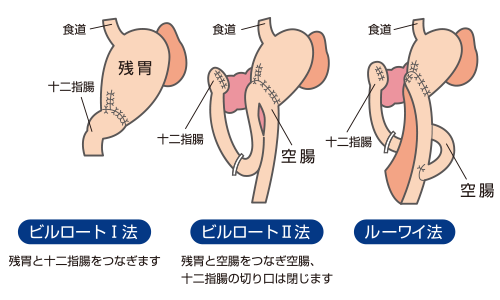 食道
残胃
十二指腸
食道
十二指腸
空腸
食道
十二指腸
空腸
ビルロートⅠ法
残胃と十二指腸をつなぎます
ビルロートⅡ法
残胃と空腸をつなぎ空腸、
十二指腸の切り口は閉じます
ルーワイ法